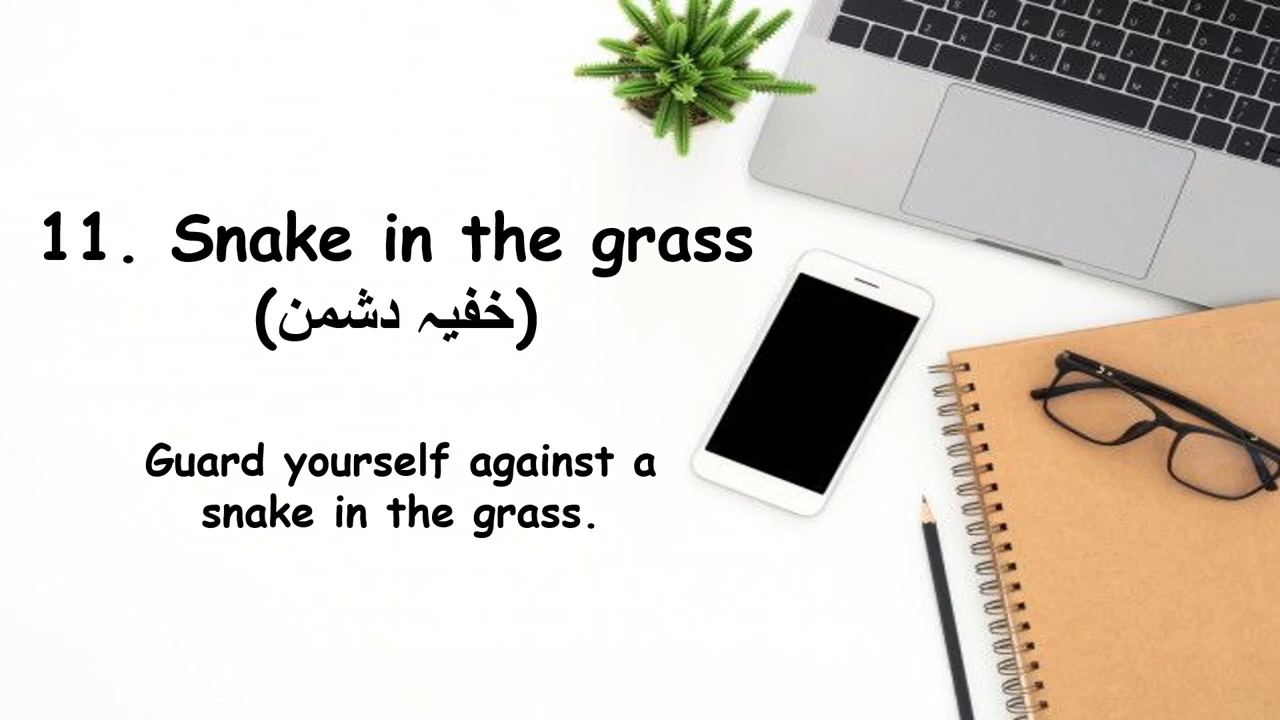 11. Snake in the grass
(خفیہ دشمن)
Guard yourself against a
snake in the grass.